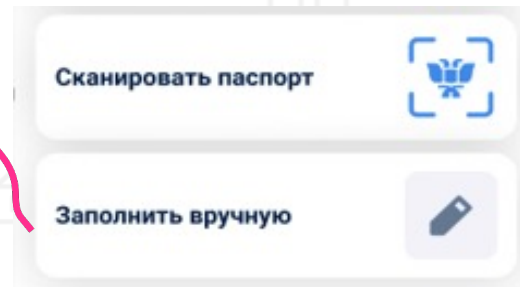 Сканировать паспорт
Заполнить вручную